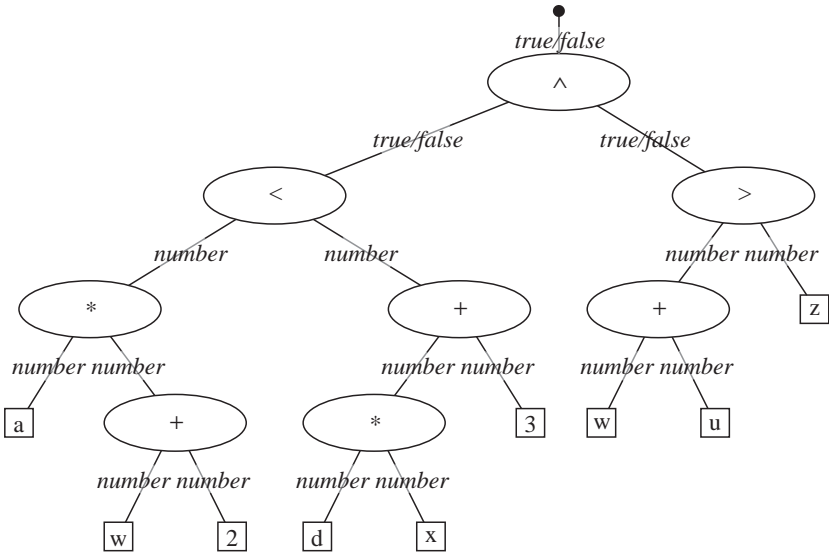 true/false
^
true/false true/false
< >
number number number number
* + + z
number number number number number number
a + * 3 w u
number number number number
w 2 d x